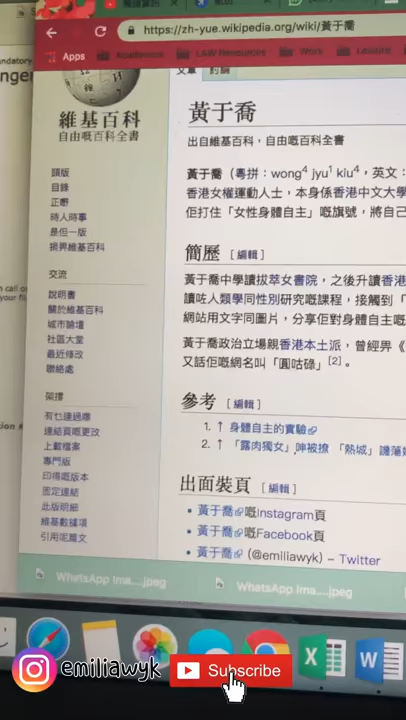 https://zh-yue.wikipedia.org/wiki/黃于喬
Apps
Academics
LAW Resources
Work
Leisure
文章 討論
維基百科
自由嘅百科全書
頭版
目錄
正嘢
時人時事
是但一版
捐畀維基百科
交流
說明書
關於維基百科
城市論壇
社區大堂
最近修改
聯絡處
架撐
有乜連過嚟
連結頁嘅更改
上載檔案
專門版
印得嘅版本
固定連結
此版明細
維基數據項
引用呢篇文
黃于喬
出自維基百科,自由嘅百科全書
黃于喬(粵拼:wong⁴ jyu¹ kiu⁴,英文:
香港女權運動人士,本身係香港中文大學
佢打住「女性身體自主」嘅旗號,將自己
簡歷 [編輯]
黃于喬中學讀拔萃女書院,之後升讀香港
讀咗人類學同性別研究嘅課程,接觸到「
網站用文字同圖片,分享佢對身體自主嘅
黃于喬政治立場親香港本土派,曾經畀《
又話佢嘅網名叫「圓咕碌」[2]。
參考 [編輯]
1. ↑ 身體自主的實驗
2. ↑ 「露肉獨女」呻被撩 「熱城」
出面裝頁 [編輯]
黃于喬嘅Instagram頁
黃于喬嘅Facebook頁
黃于喬 (@emiliawyk) – Twitter
WhatsApp Ima....jpeg
WhatsApp Ima....jpeg
emiliawyk
Subscribe